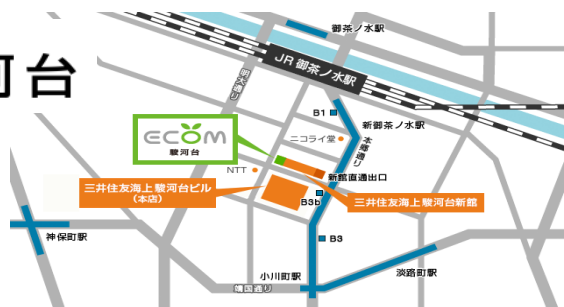 河台
御茶ノ水駅
JR 御茶ノ水駅
明大通り
B1
新御茶ノ水駅
ecom
駿河台
ニコライ堂
本郷通り
NTT
新館直通出口
三井住友海上駿河台ビル
(本店)
B3b
三井住友海上駿河台新館
神保町駅
B3
小川町駅
淡路町駅
靖国通り